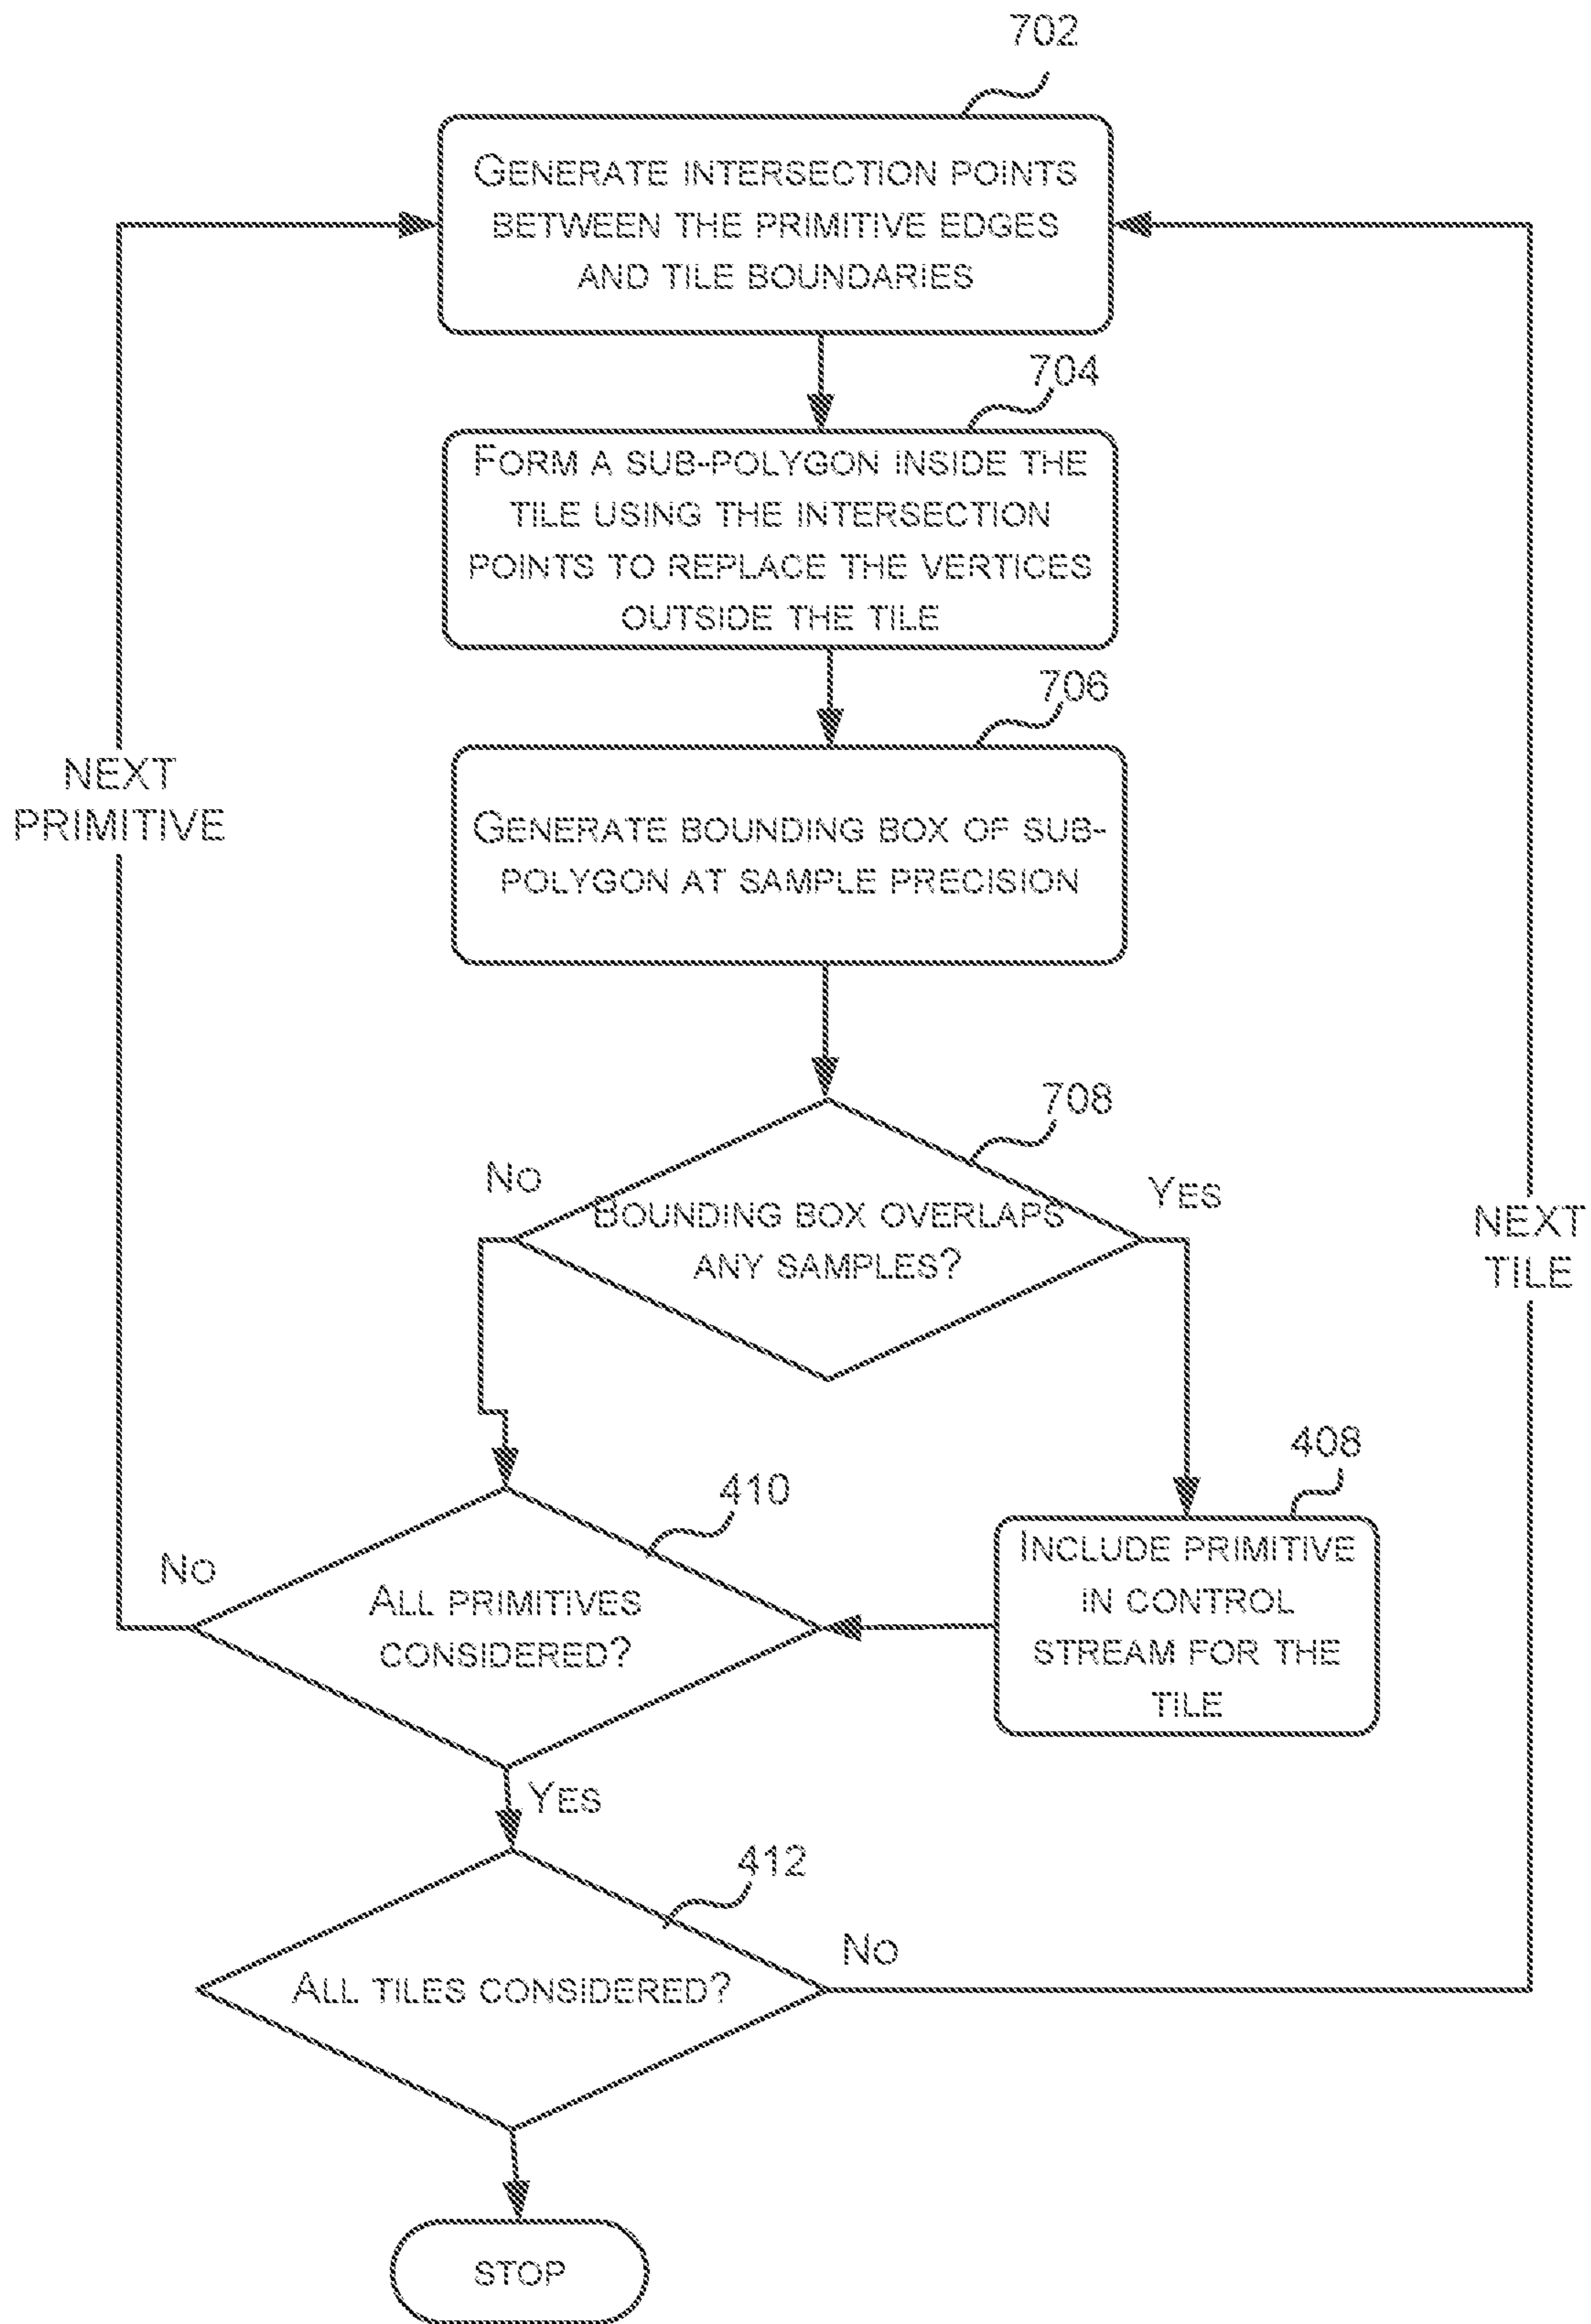 702
GENERATE INTERSECTION POINTS
BETWEEN THE PRIMITIVE EDGES
AND TILE BOUNDARIES
704
FORM A SUB-POLYGON INSIDE THE
TILE USING THE INTERSECTION
POINTS TO REPLACE THE VERTICES
OUTSIDE THE TILE
706
NEXT
PRIMITIVE
GENERATE BOUNDING BOX OF SUB-
POLYGON AT SAMPLE PRECISION
708
NO
YES
BOUNDING BOX OVERLAPS
ANY SAMPLES?
NEXT
TILE
408
410
INCLUDE PRIMITIVE
IN CONTROL
STREAM FOR THE
TILE
NO
ALL PRIMITIVES
CONSIDERED?
YES
412
NO
ALL TILES CONSIDERED?
STOP